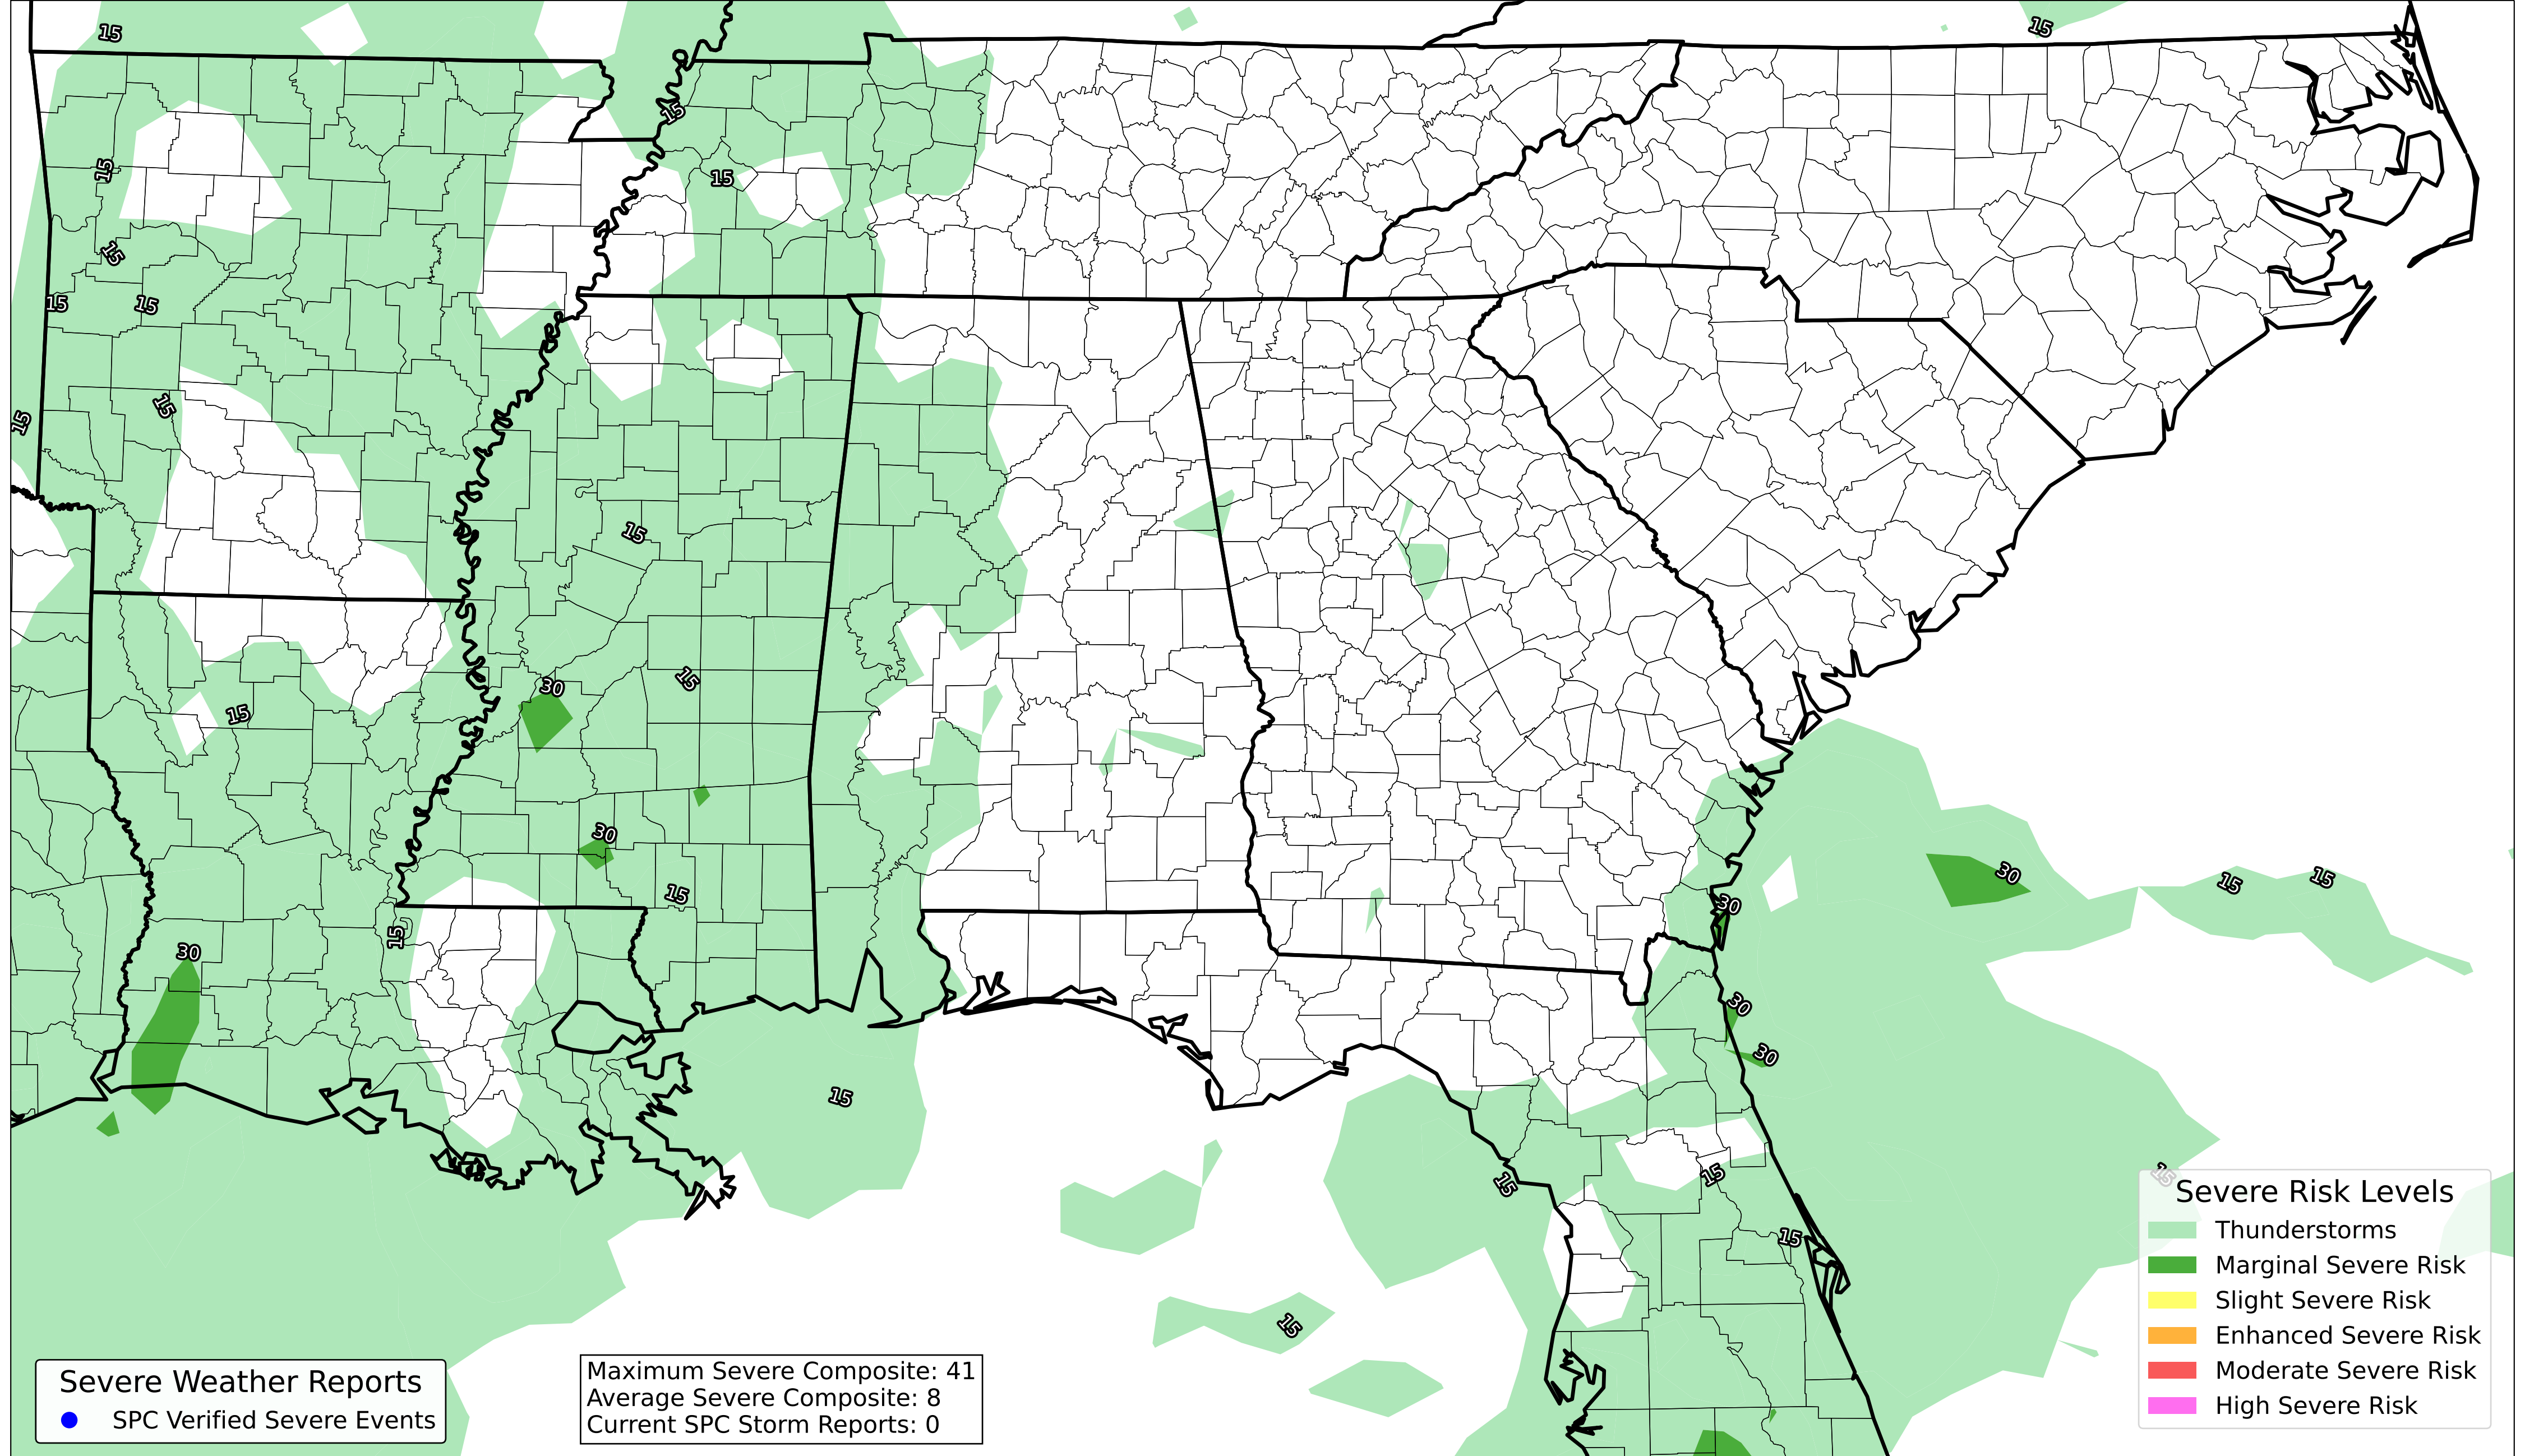 15
15
15
15
15
15
15
15
15
15
15
30
15
15
30
30
15
15
15
30
15
30
30
30
15
15
15
15
15
15
Severe Risk Levels
Thunderstorms
Marginal Severe Risk
Slight Severe Risk
Enhanced Severe Risk
Moderate Severe Risk
High Severe Risk
Severe Weather Reports
SPC Verified Severe Events
Maximum Severe Composite: 41
Average Severe Composite: 8
Current SPC Storm Reports: 0